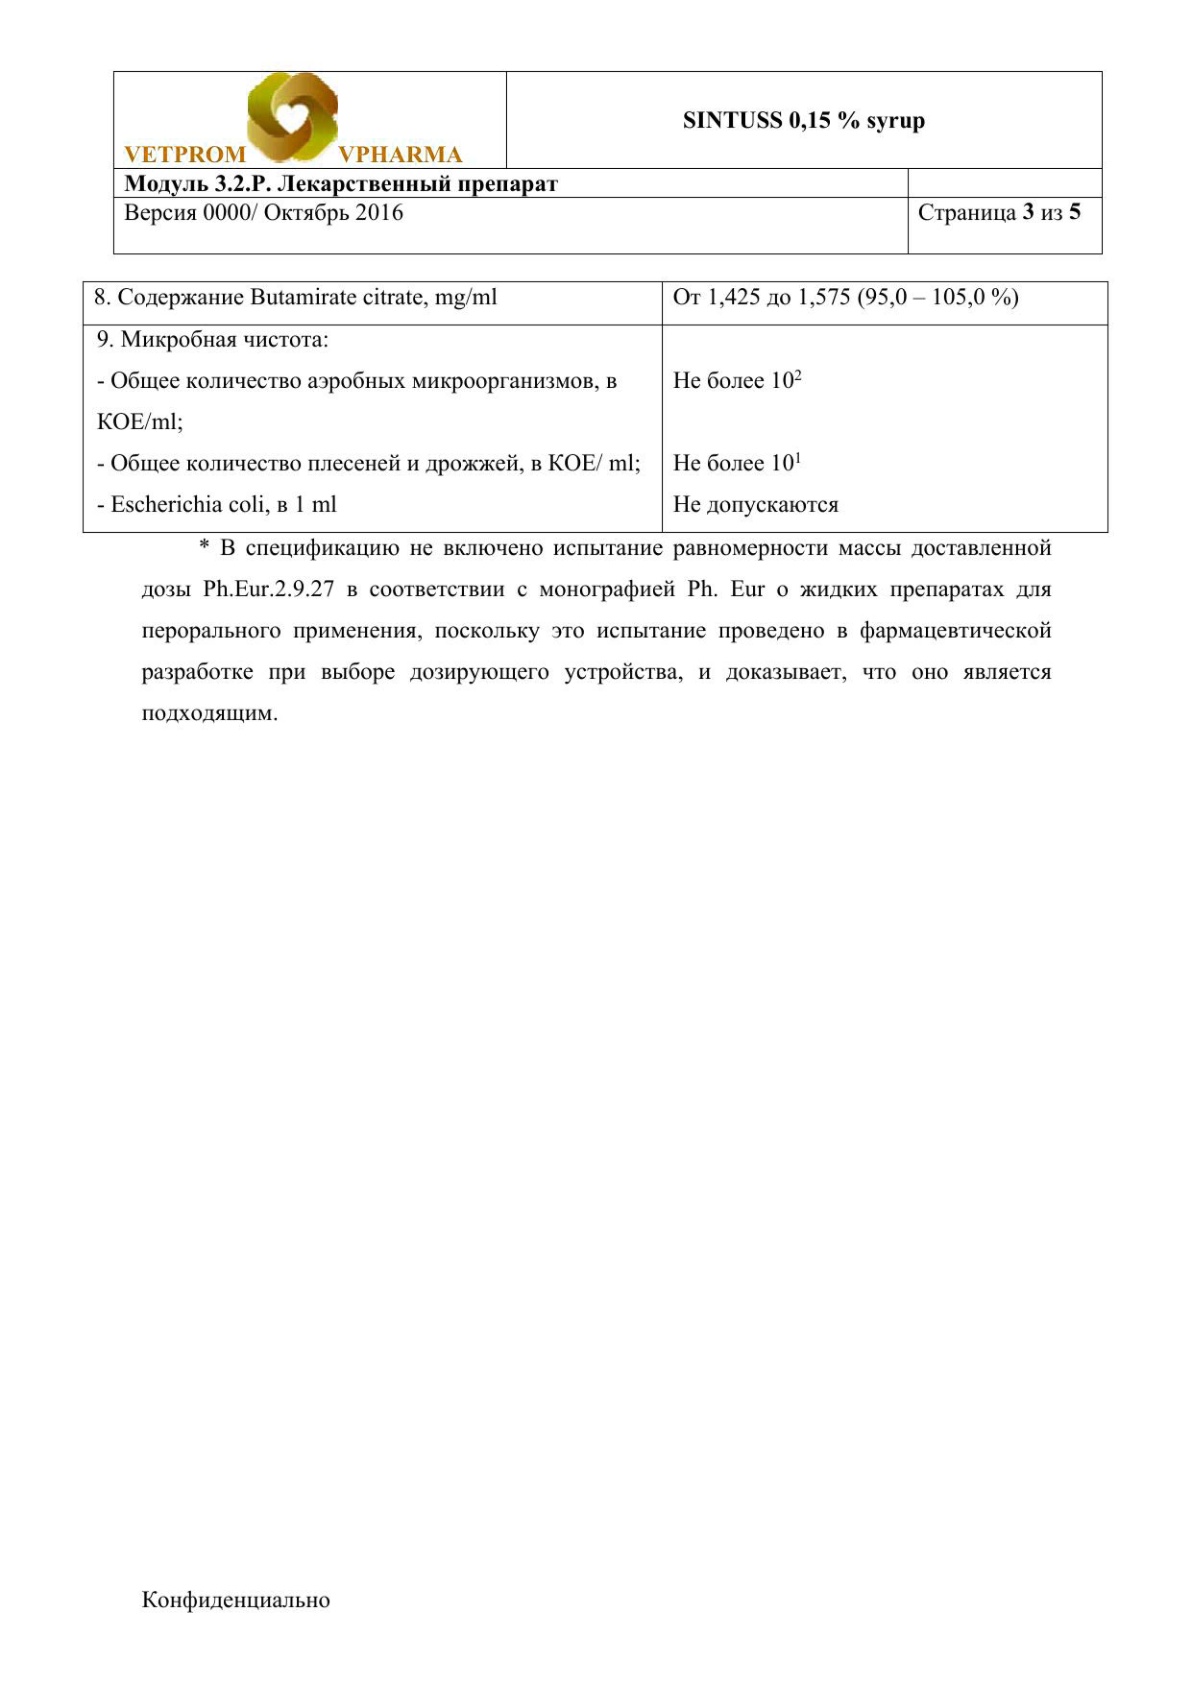 VETPROM VPHARMA
SINTUSS 0,15 % syrup
Модуль 3.2.P. Лекарственный препарат
Версия 0000/ Октябрь 2016
Страница 3 из 5
8. Содержание Butamirate citrate, mg/ml
От 1,425 до 1,575 (95,0 – 105,0 %)
9. Микробная чистота:
- Общее количество аэробных микроорганизмов, в
КОЕ/ml;
Не более 10²
- Общее количество плесеней и дрожжей, в КОЕ/ ml;
Не более 10¹
- Escherichia coli, в 1 ml
Не допускаются
* В спецификацию не включено испытание равномерности массы доставленной
дозы Ph.Eur.2.9.27 в соответствии с монографией Ph. Eur о жидких препаратах для
перорального применения, поскольку это испытание проведено в фармацевтической
разработке при выборе дозирующего устройства, и доказывает, что оно является
подходящим.
Конфиденциально